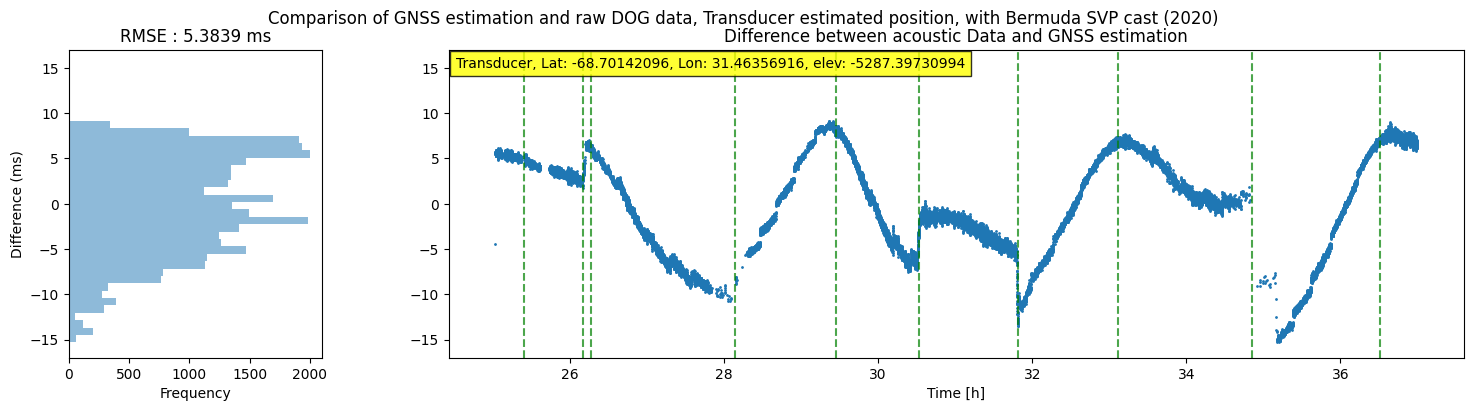 Comparison of GNSS estimation and raw DOG data, Transducer estimated position, with Bermuda SVP cast (2020)
RMSE : 5.3839 ms
Difference (ms)
15
10
5
0
−5
−10
−15
0 500 1000 1500 2000
Frequency
Difference between acoustic Data and GNSS estimation
Transducer, Lat: -68.70142096, Lon: 31.46356916, elev: -5287.39730994
15
10
5
0
−5
−10
−15
26 28 30 32 34 36
Time [h]